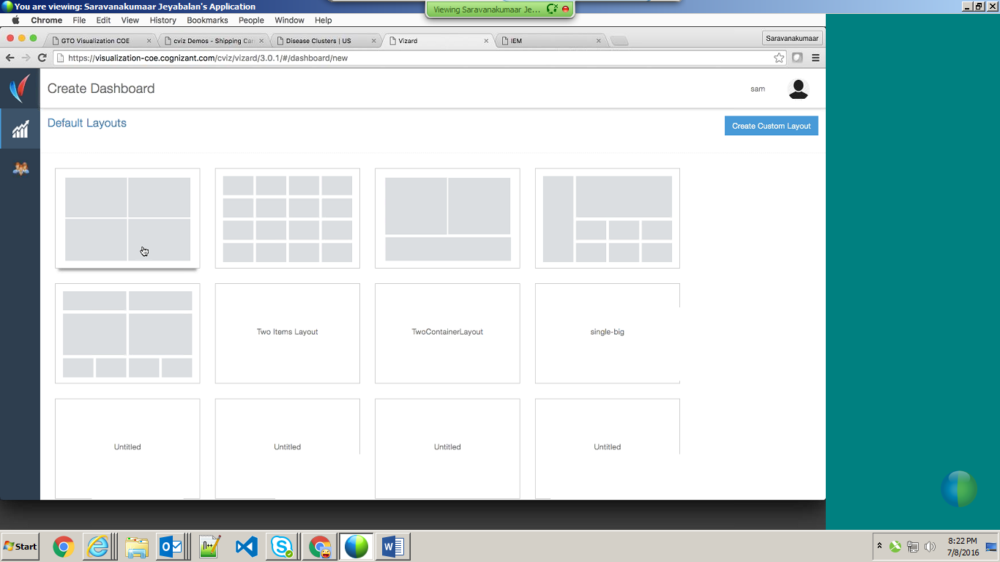 You are viewing: Saravanakumaar Jeyabalan's Application
Viewing Saravanakumaar Je...
Chrome File Edit View History Bookmarks People Window Help
GTO Visualization COE
cviz Demos - Shipping Car
Disease Clusters | US
Vizard
IEM
Saravanakumaar
https://visualization-coe.cognizant.com/cviz/vizard/3.0.1/#/dashboard/new
Create Dashboard
sam
Default Layouts
Create Custom Layout
Two Items Layout
TwoContainerLayout
single-big
Untitled
Untitled
Untitled
Untitled
Start
8:22 PM
7/8/2016